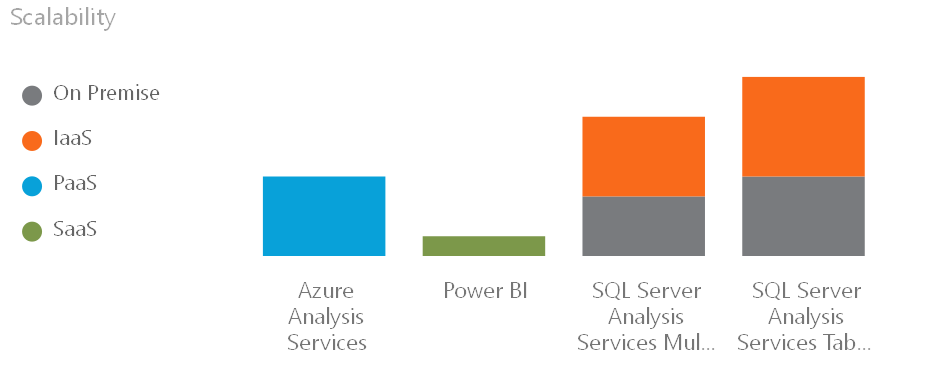 Scalability
On Premise
IaaS
PaaS
SaaS
Azure
Analysis
Services
Power BI
SQL Server
Analysis
Services Mul...
SQL Server
Analysis
Services Tab...